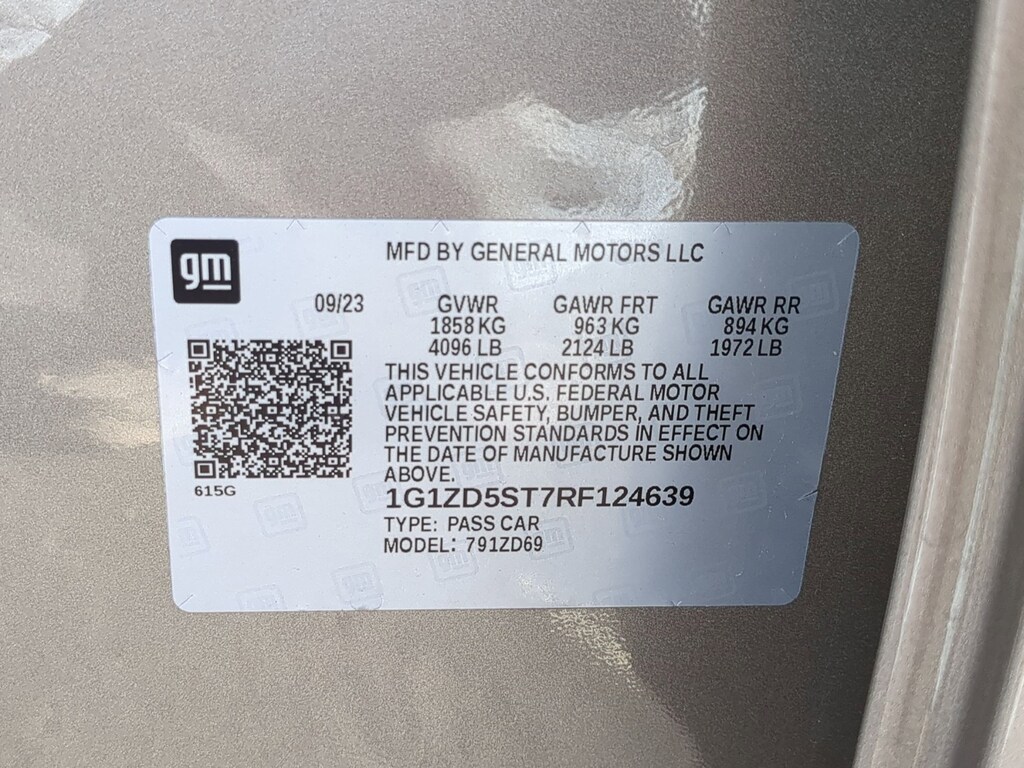 gm
MFD BY GENERAL MOTORS LLC
09/23 GVWR GAWR FRT GAWR RR
1858 KG 963 KG 894 KG
4096 LB 2124 LB 1972 LB
THIS VEHICLE CONFORMS TO ALL
APPLICABLE U.S. FEDERAL MOTOR
VEHICLE SAFETY, BUMPER, AND THEFT
PREVENTION STANDARDS IN EFFECT ON
THE DATE OF MANUFACTURE SHOWN
ABOVE.
615G
1G1ZD5ST7RF124639
TYPE: PASS CAR
MODEL: 791ZD69